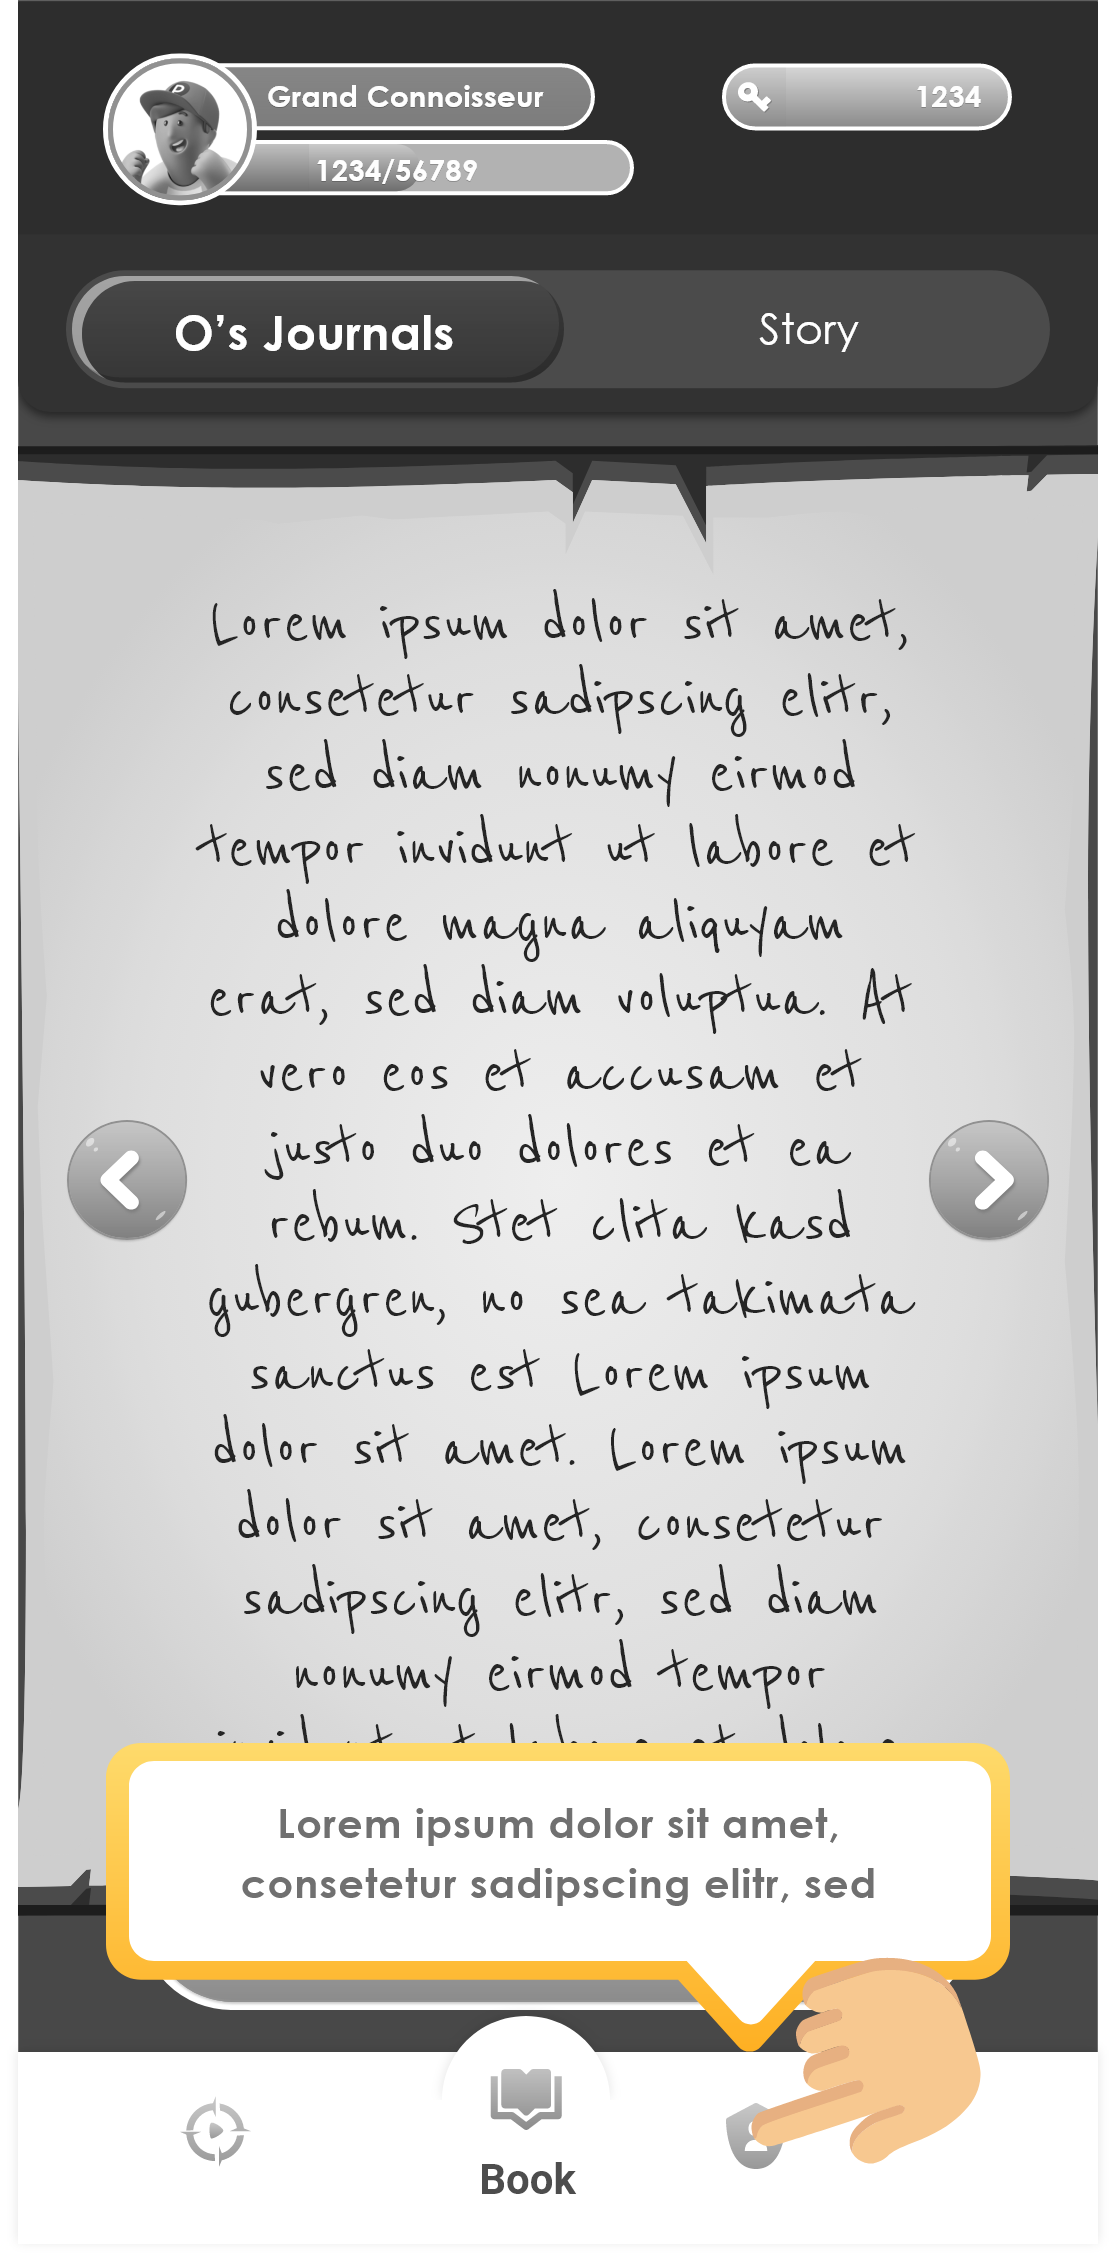 Grand Connoisseur
1234
1234/56789
O's Journals
Story
Lorem ipsum dolor sit amet,
consetetur sadipscing elitr,
sed diam nonumy eirmod
tempor invidunt ut labore et
dolore magna aliquyam
erat, sed diam voluptua. At
vero eos et accusam et
justo duo dolores et ea
rebum. Stet clita kasd
gubergren, no sea takimata
sanctus est Lorem ipsum
dolor sit amet. Lorem ipsum
dolor sit amet, consetetur
sadipscing elitr, sed diam
nonumy eirmod tempor
Lorem ipsum dolor sit amet,
consetetur sadipscing elitr, sed
Book